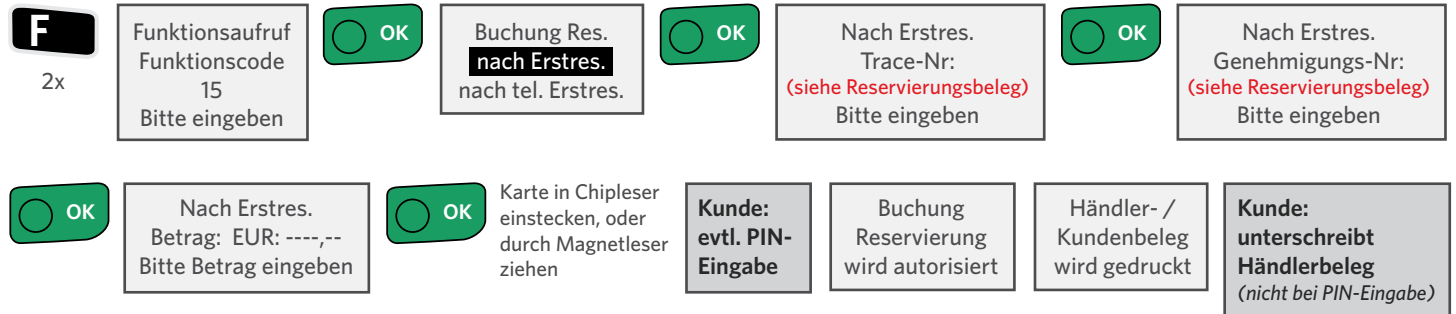 F
2x
Funktionsaufruf
Funktionscode
15
Bitte eingeben
OK
Buchung Res.
nach Erstres.
nach tel. Erstres.
OK
Nach Erstres.
Trace-Nr:
(siehe Reservierungsbeleg)
Bitte eingeben
OK
Nach Erstres.
Genehmigungs-Nr:
(siehe Reservierungsbeleg)
Bitte eingeben
OK
Nach Erstres.
Betrag: EUR: ----,--
Bitte Betrag eingeben
OK
Karte in Chipleser
einstecken, oder
durch Magnetleser
ziehen
Kunde:
evtl. PIN-
Eingabe
Buchung
Reservierung
wird autorisiert
Händler- /
Kundenbeleg
wird gedruckt
Kunde:
unterschreibt
Händlerbeleg
(nicht bei PIN-Eingabe)